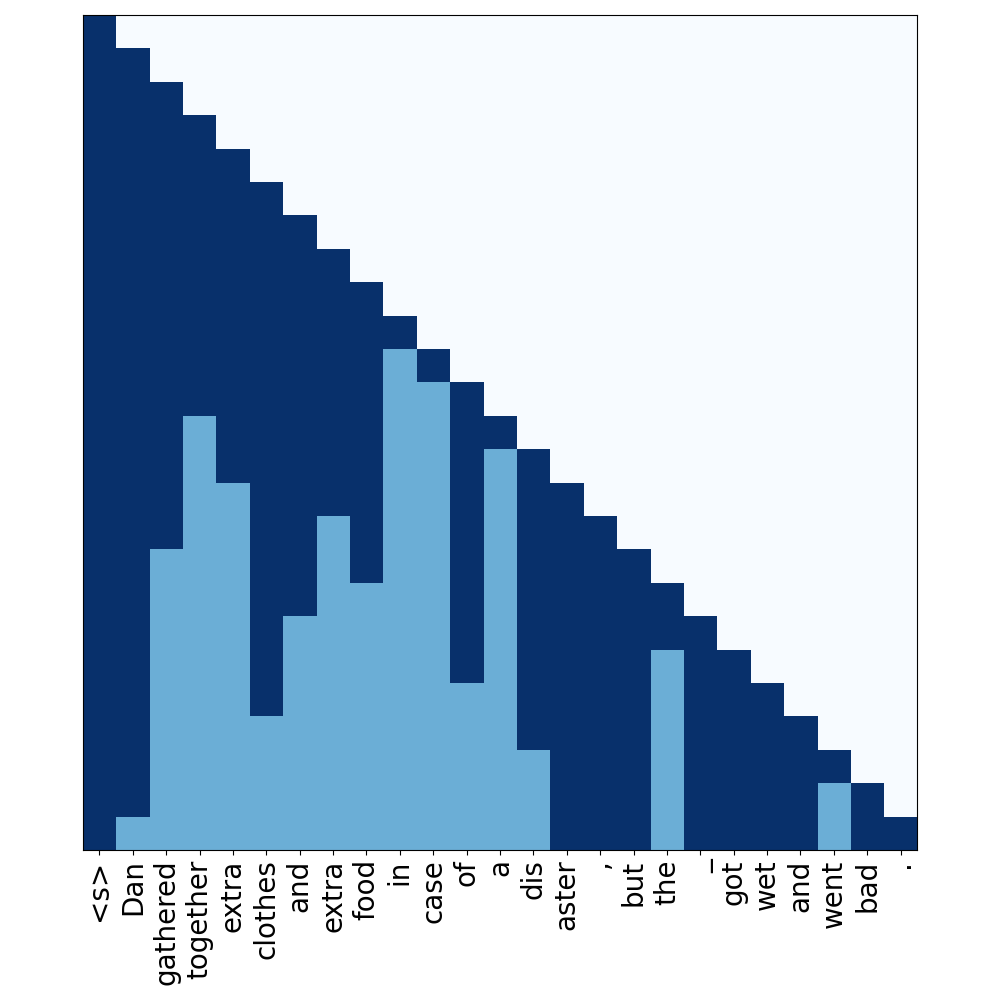 <s>
Dan
gathered
together
extra
clothes
and
extra
food
in
case
of
a
dis
aster
,
but
the
_
got
wet
and
went
bad
.